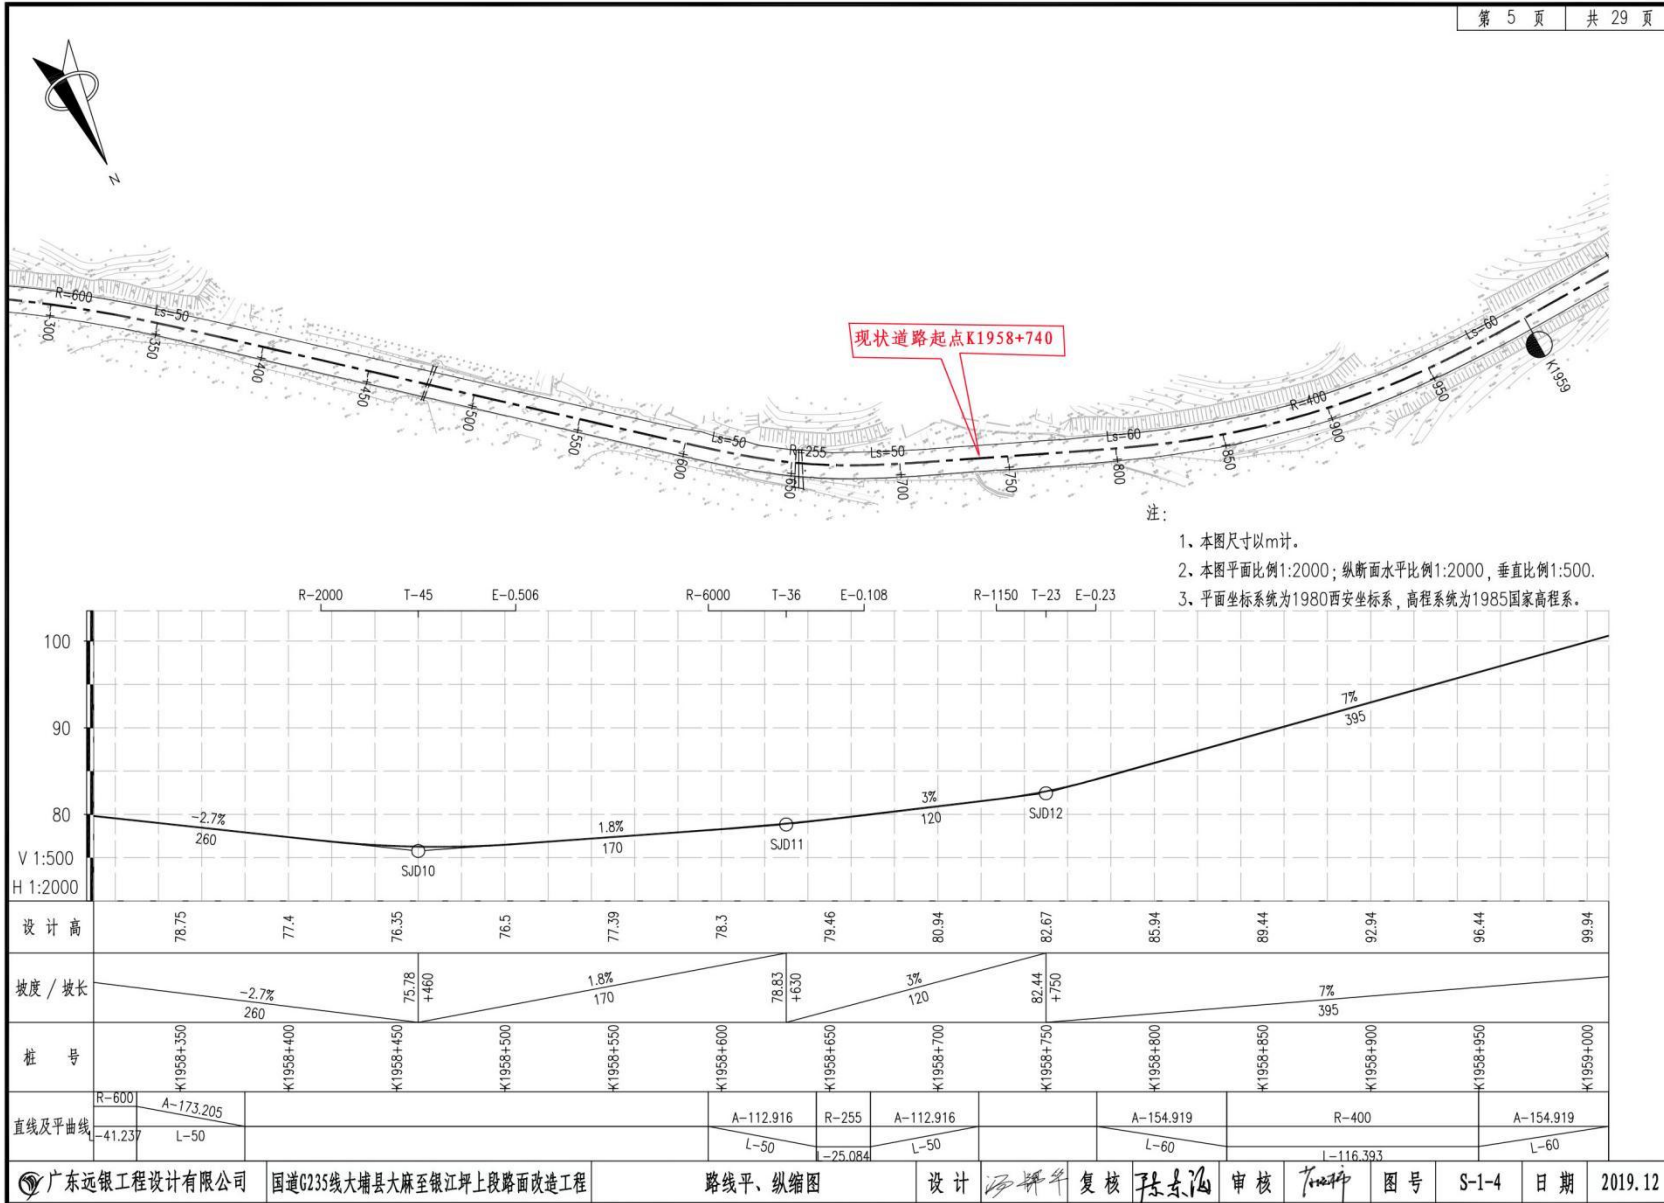 第 5 页 共 29 页
N
R=600
Ls=50
+300
+350
+400
+450
+500
+550
+600
Ls=50
R=255
Ls=50
+650
+700
+750
现状道路起点K1958+740
Ls=60
+800
+850
R=400
+900
Ls=60
+950
K1959
注:
1、本图尺寸以m计。
2、本图平面比例1:2000；纵断面水平比例1:2000，垂直比例1:500.
3、平面坐标系统为1980西安坐标系，高程系统为1985国家高程系。
R-2000 T-45 E-0.506 R-6000 T-36 E-0.108 R-1150 T-23 E-0.23
100
90
80
V 1:500
H 1:2000
-2.7%
260
SJD10
1.8%
170
SJD11
3%
120
SJD12
7%
395
设计高 78.75 77.4 76.35 76.5 77.39 78.3 79.46 80.94 82.67 85.94 89.44 92.94 96.44 99.94
坡度/坡长
-2.7%
260
75.78
+460
1.8%
170
78.83
+630
3%
120
82.44
+750
7%
395
桩号 K1958+350 K1958+400 K1958+450 K1958+500 K1958+550 K1958+600 K1958+650 K1958+700 K1958+750 K1958+800 K1958+850 K1958+900 K1958+950 K1959+000
直线及平曲线
R-600 A-173.205 A-112.916 R-255 A-112.916 A-154.919 R-400 A-154.919
L-41.237 L-50 L-50 L-25.084 L-50 L-60 L-116.393 L-60
广东远银工程设计有限公司 国道G235线大埔县大麻至银江坪上段路面改造工程 路线平、纵缩图 设计 复核 审核 图号 S-1-4 日期 2019.12